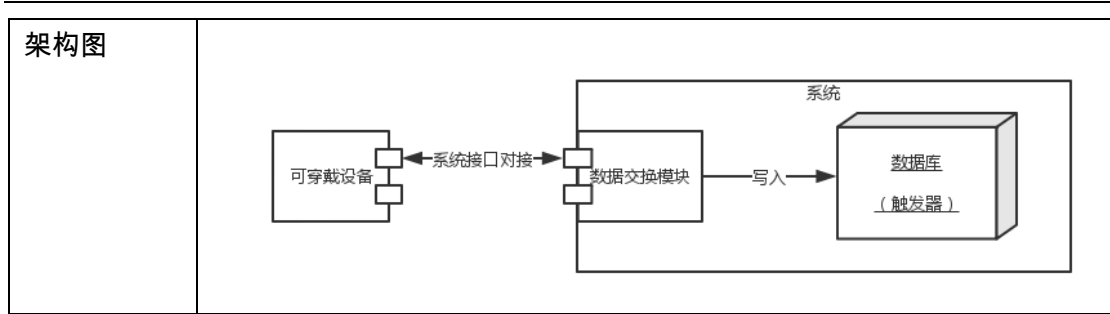 架构图
系统
可穿戴设备
系统接口对接
数据交换模块
写入
数据库
（触发器）